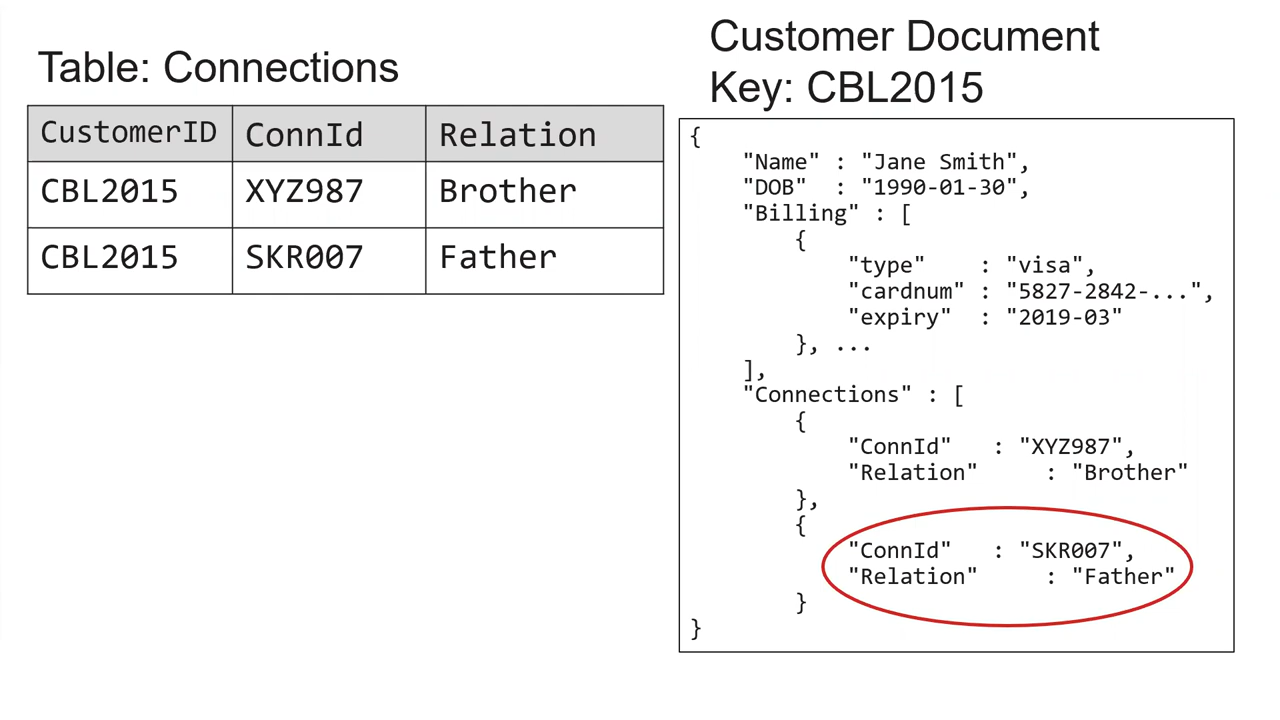 Table: Connections
CustomerID ConnId Relation
CBL2015 XYZ987 Brother
CBL2015 SKR007 Father
Customer Document
Key: CBL2015
{
"Name" : "Jane Smith",
"DOB" : "1990-01-30",
"Billing" : [
{
"type" : "visa",
"cardnum" : "5827-2842-...",
"expiry" : "2019-03"
}, ...
],
"Connections" : [
{
"ConnId" : "XYZ987",
"Relation" : "Brother"
},
{
"ConnId" : "SKR007",
"Relation" : "Father"
}
}